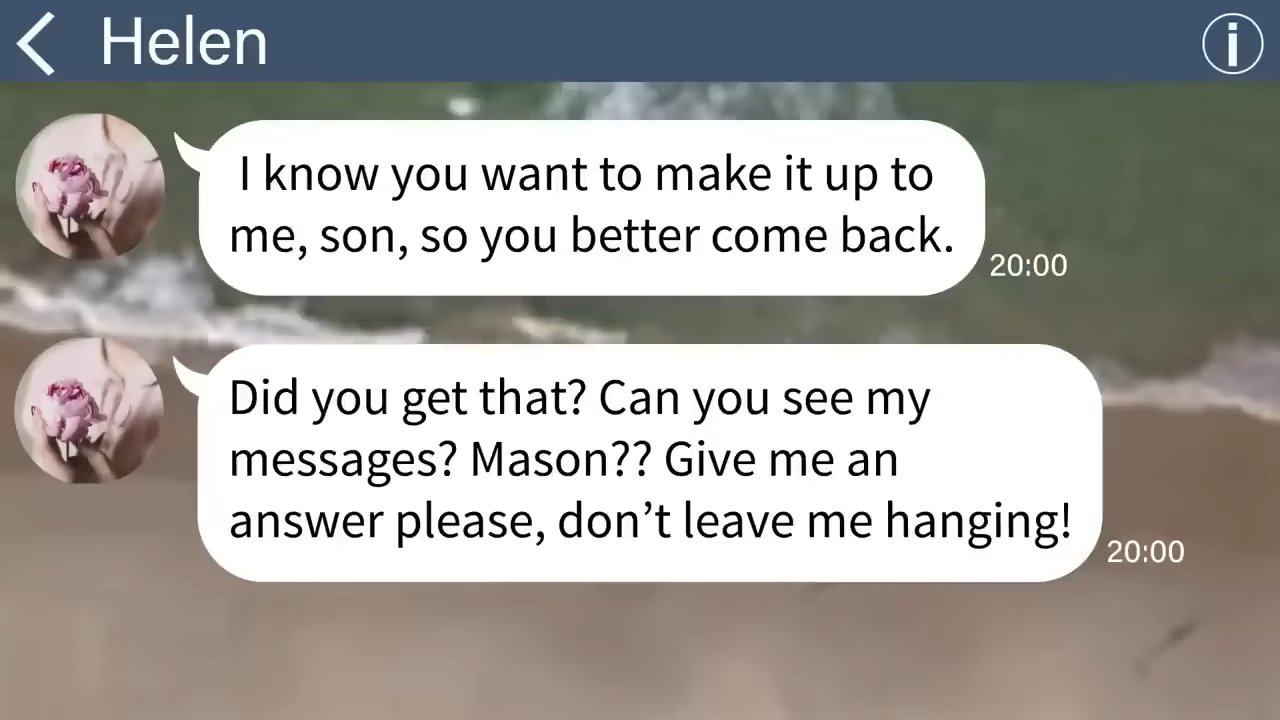 Helen
I know you want to make it up to
me, son, so you better come back.
20:00
Did you get that? Can you see my
messages? Mason?? Give me an
answer please, don’t leave me hanging!
20:00